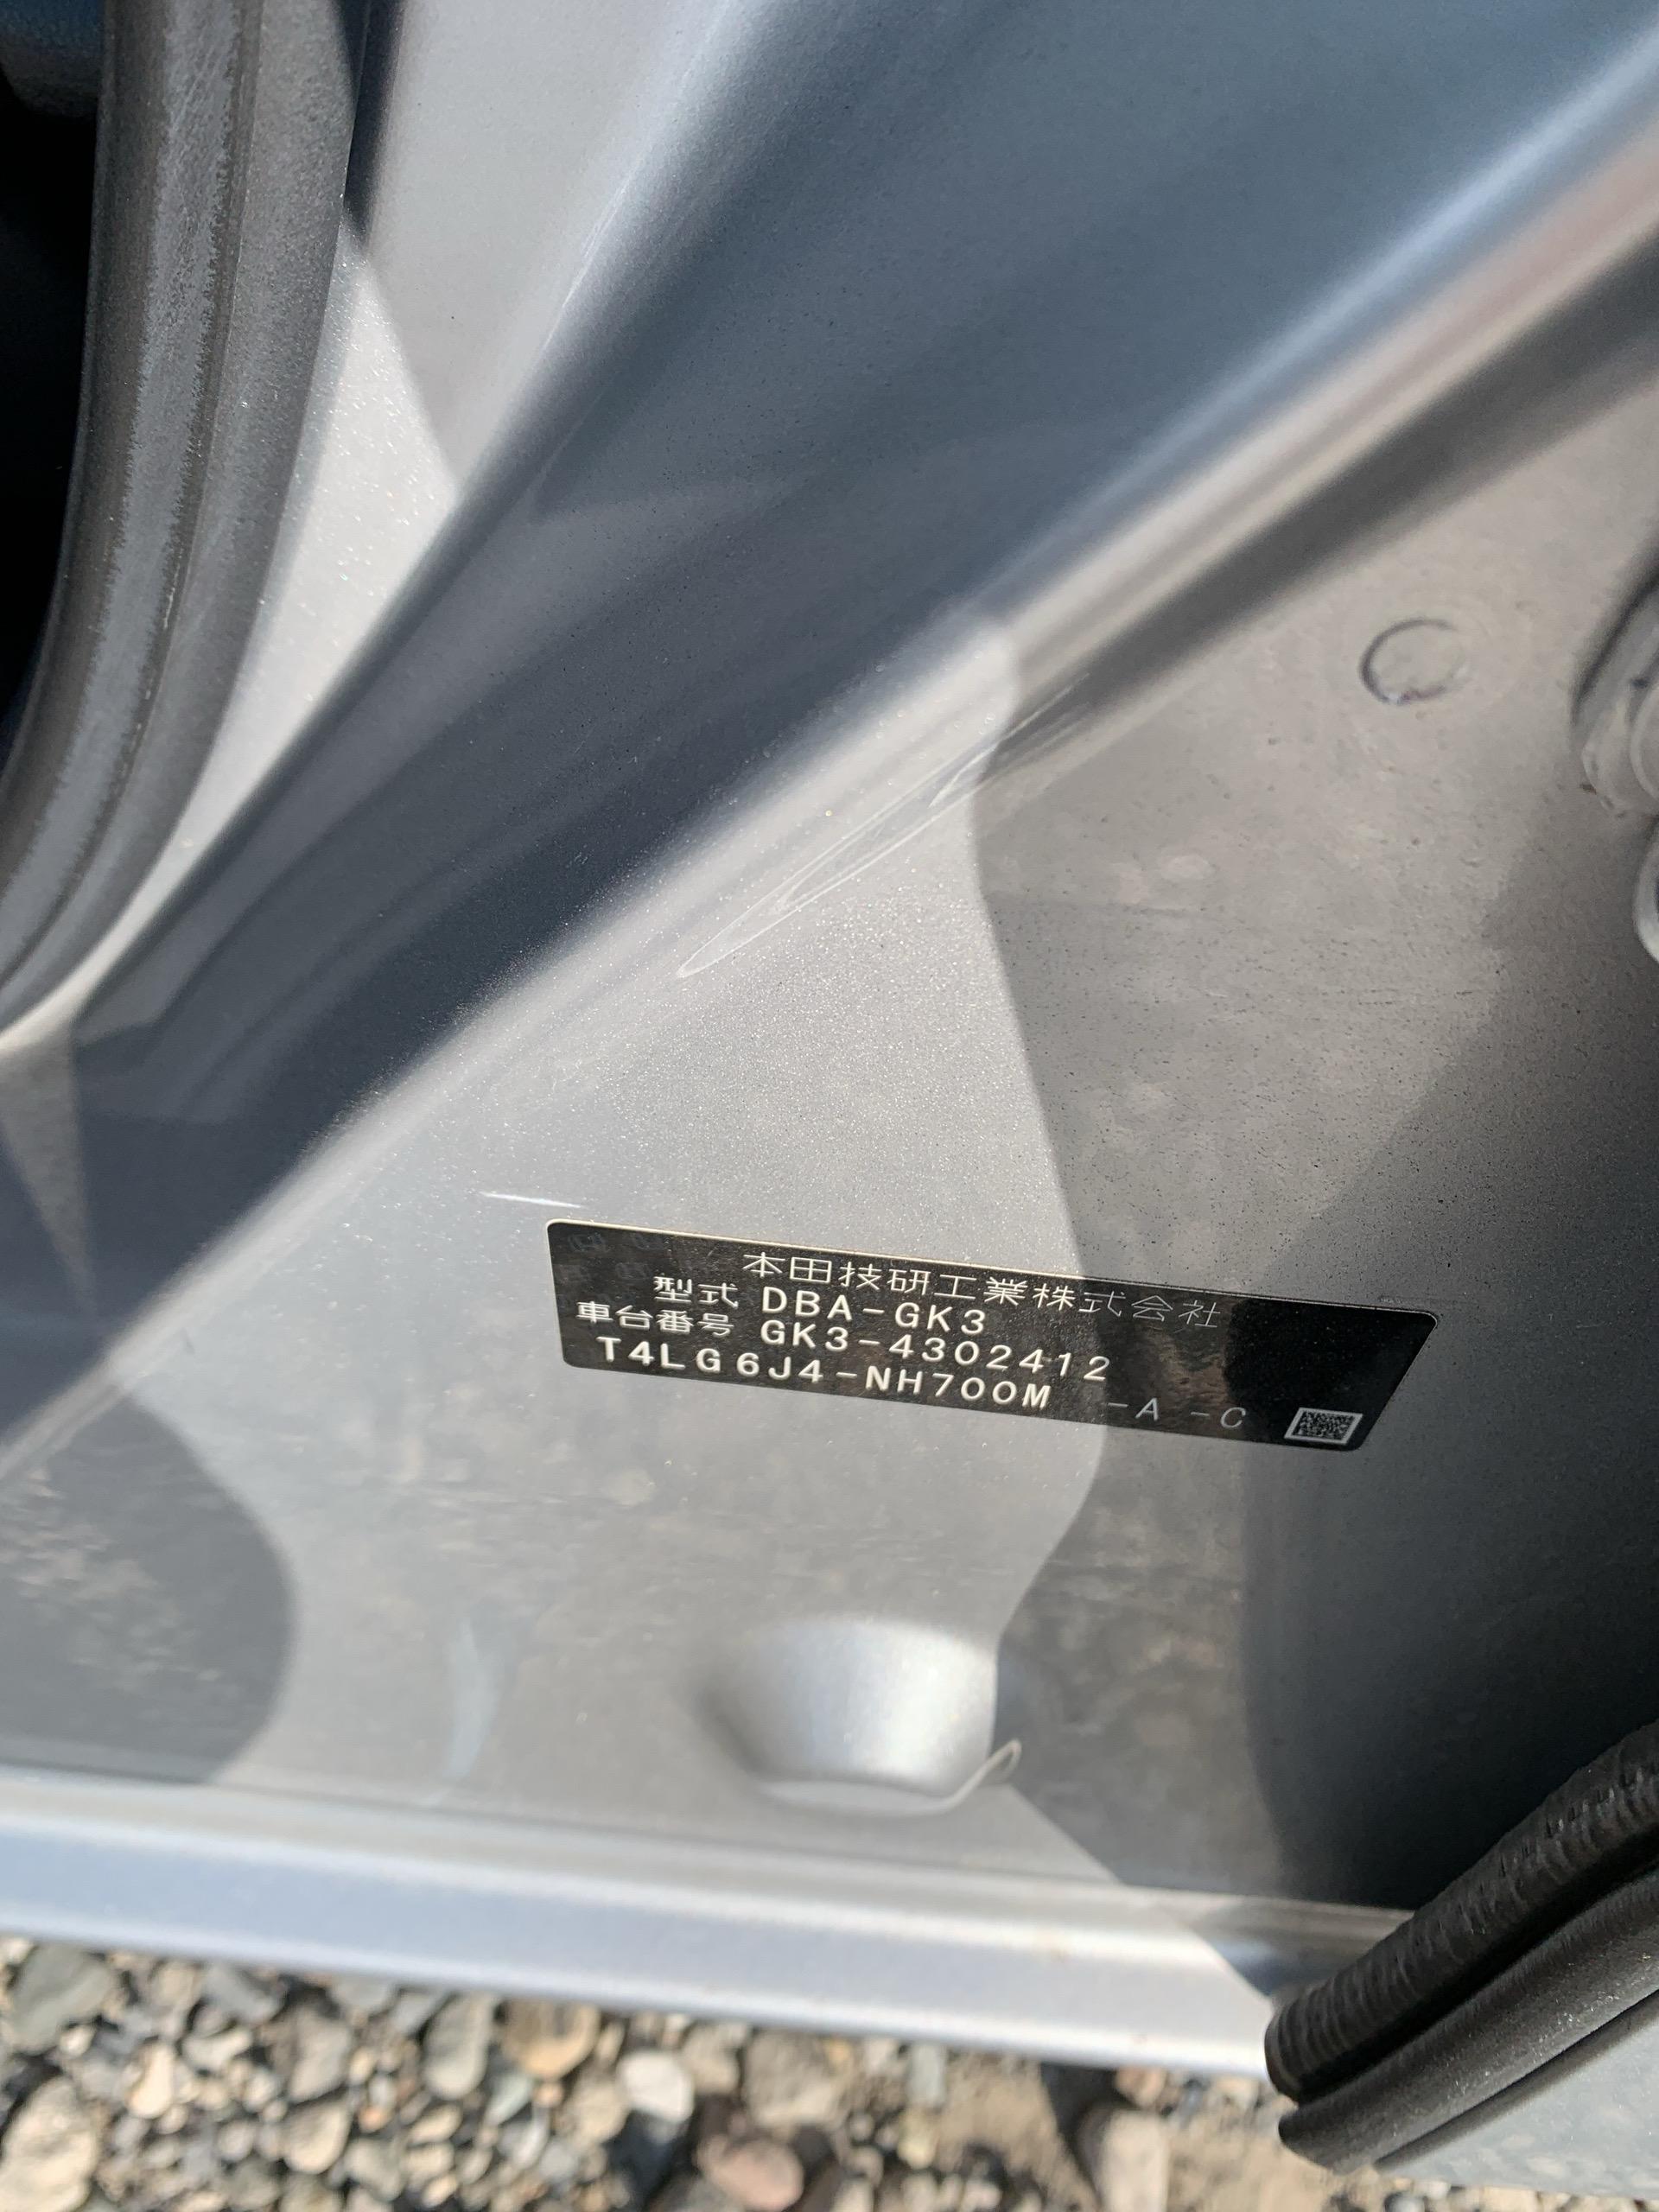 本田技研工業株式会社
型式 DBA-GK3
車台番号 GK3-4302412
T4LG6J4-NH700M -A -C